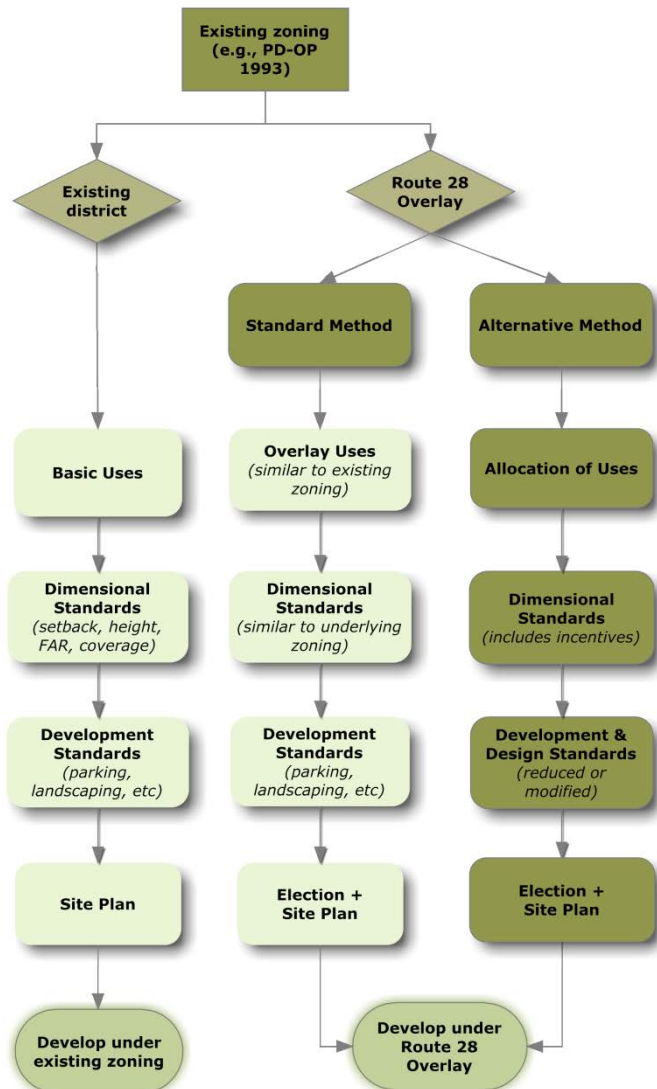 Existing zoning
(e.g., PD-OP
1993)
Existing
district
Route 28
Overlay
Standard Method
Alternative Method
Basic Uses
Overlay Uses
(similar to existing
zoning)
Allocation of Uses
Dimensional
Standards
(setback, height,
FAR, coverage)
Dimensional
Standards
(similar to underlying
zoning)
Dimensional
Standards
(includes incentives)
Development
Standards
(parking,
landscaping, etc)
Development
Standards
(parking,
landscaping, etc)
Development &
Design Standards
(reduced or
modified)
Site Plan
Election +
Site Plan
Election +
Site Plan
Develop under
existing zoning
Develop under
Route 28
Overlay